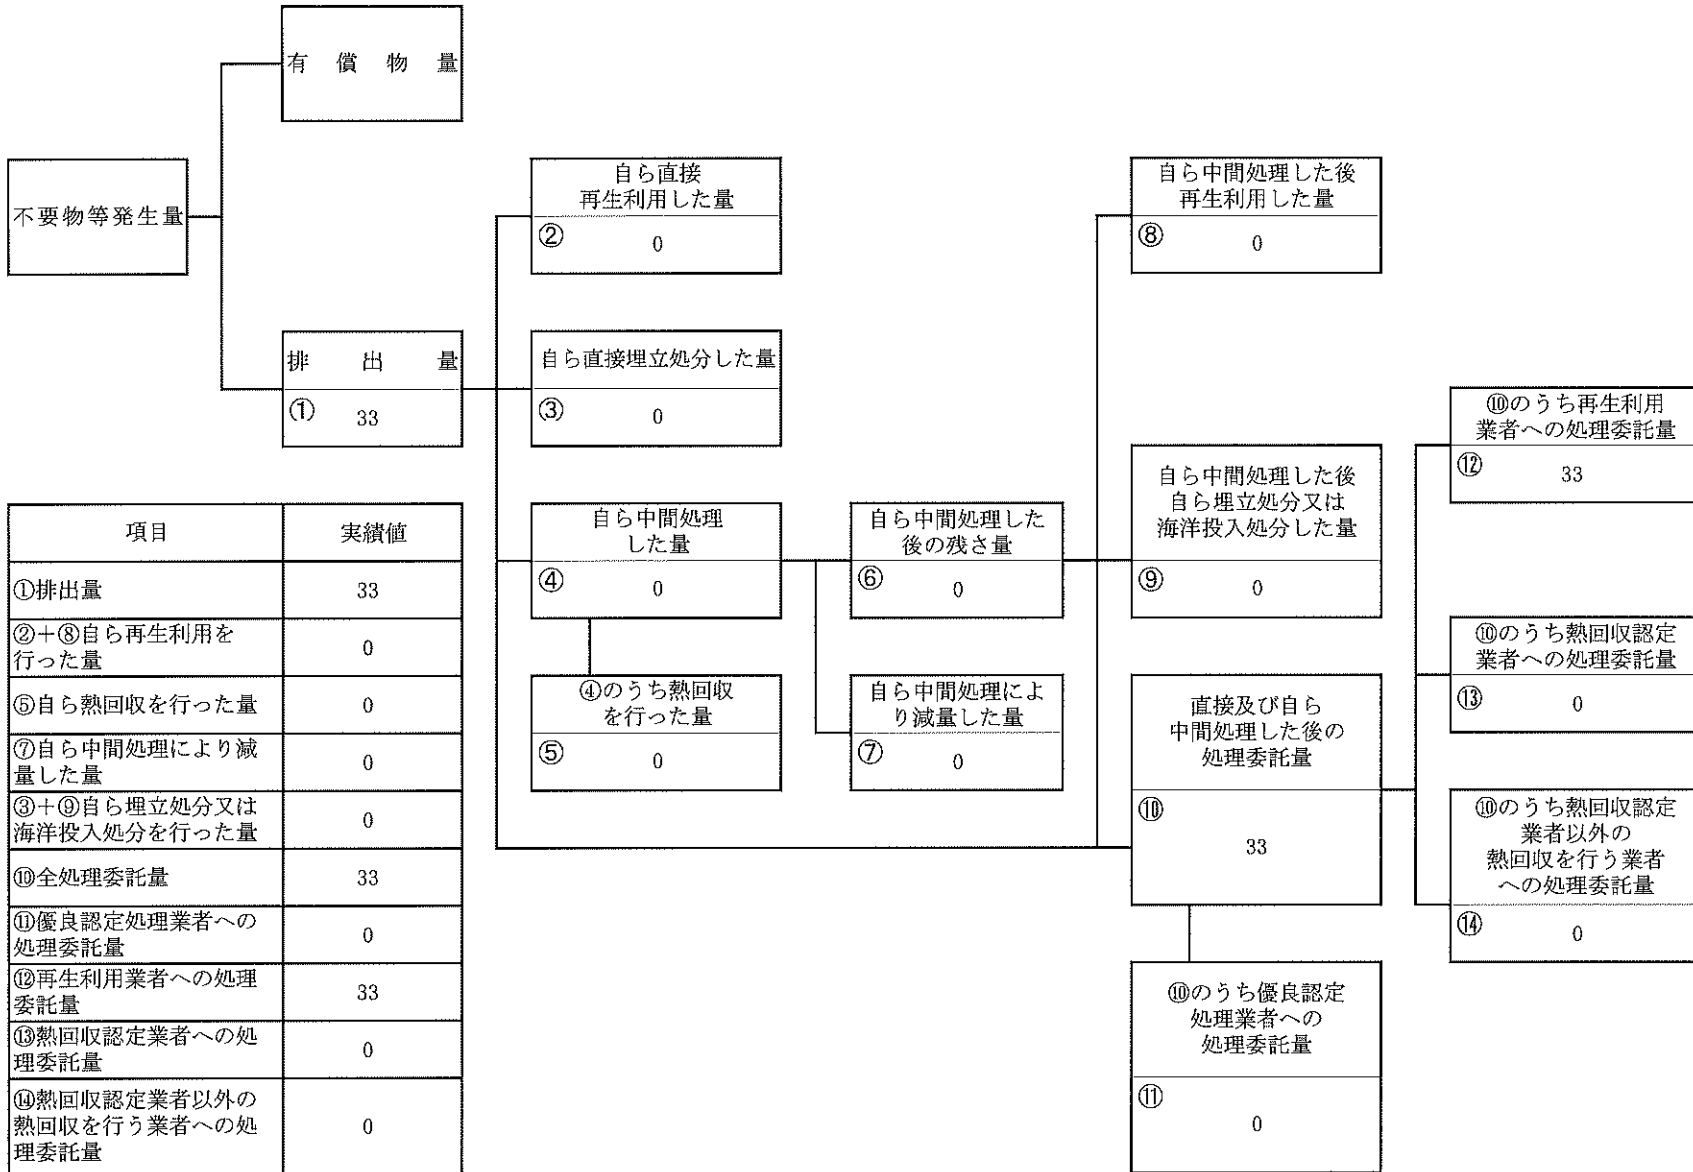 有償物量
不要物等発生量
排出量
① 33
自ら直接
再生利用した量
② 0
自ら直接埋立処分した量
③ 0
自ら中間処理
した量
④ 0
④のうち熱回収
を行った量
⑤ 0
自ら中間処理した
後の残さ量
⑥ 0
自ら中間処理によ
り減量した量
⑦ 0
自ら中間処理した後
再生利用した量
⑧ 0
自ら中間処理した後
自ら埋立処分又は
海洋投入処分した量
⑨ 0
直接及び自ら
中間処理した後の
処理委託量
⑩
33
⑩のうち優良認定
処理業者への
処理委託量
⑪
0
⑩のうち再生利用
業者への処理委託量
⑫ 33
⑩のうち熱回収認定
業者への処理委託量
⑬ 0
⑩のうち熱回収認定
業者以外の
熱回収を行う業者
への処理委託量
⑭ 0
項目 実績値
①排出量 33
②+⑧自ら再生利用を
行った量 0
⑤自ら熱回収を行った量 0
⑦自ら中間処理により減
量した量 0
③+⑨自ら埋立処分又は
海洋投入処分を行った量 0
⑩全処理委託量 33
⑪優良認定処理業者への
処理委託量 0
⑫再生利用業者への処理
委託量 33
⑬熱回収認定業者への処
理委託量 0
⑭熱回収認定業者以外の
熱回収を行う業者への処 0
理委託量